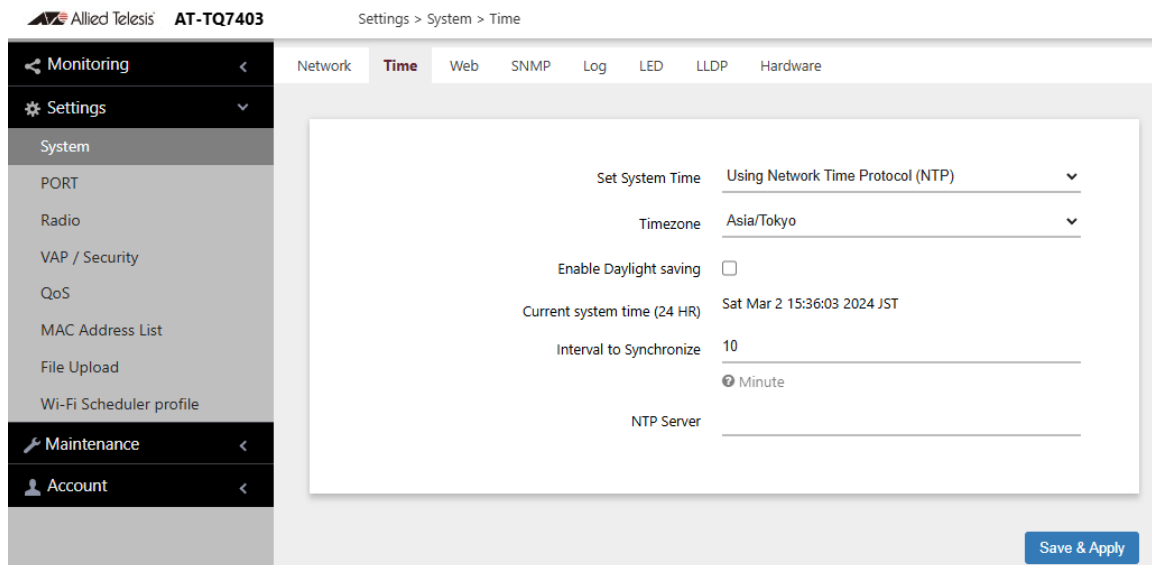 Allied Telesis AT-TQ7403 Settings > System > Time
Monitoring
Settings
System
PORT
Radio
VAP / Security
QoS
MAC Address List
File Upload
Wi-Fi Scheduler profile
Maintenance
Account
Network Time Web SNMP Log LED LLDP Hardware
Set System Time Using Network Time Protocol (NTP)
Timezone Asia/Tokyo
Enable Daylight saving
Current system time (24 HR) Sat Mar 2 15:36:03 2024 JST
Interval to Synchronize 10
Minute
NTP Server
Save & Apply